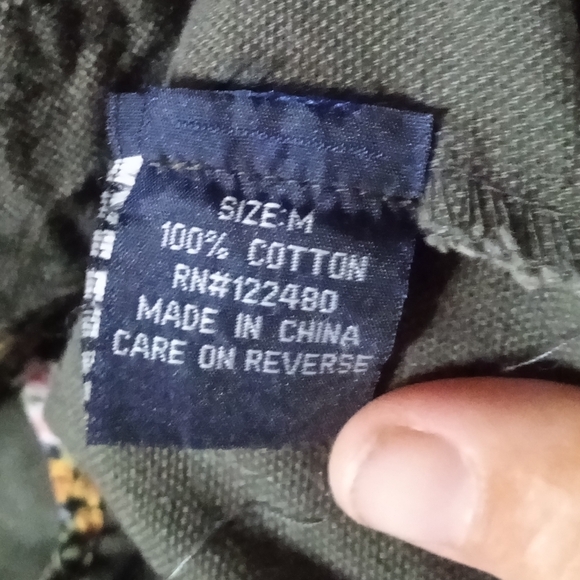 SIZE:M
100% COTTON
RN#122480
MADE IN CHINA
CARE ON REVERSE